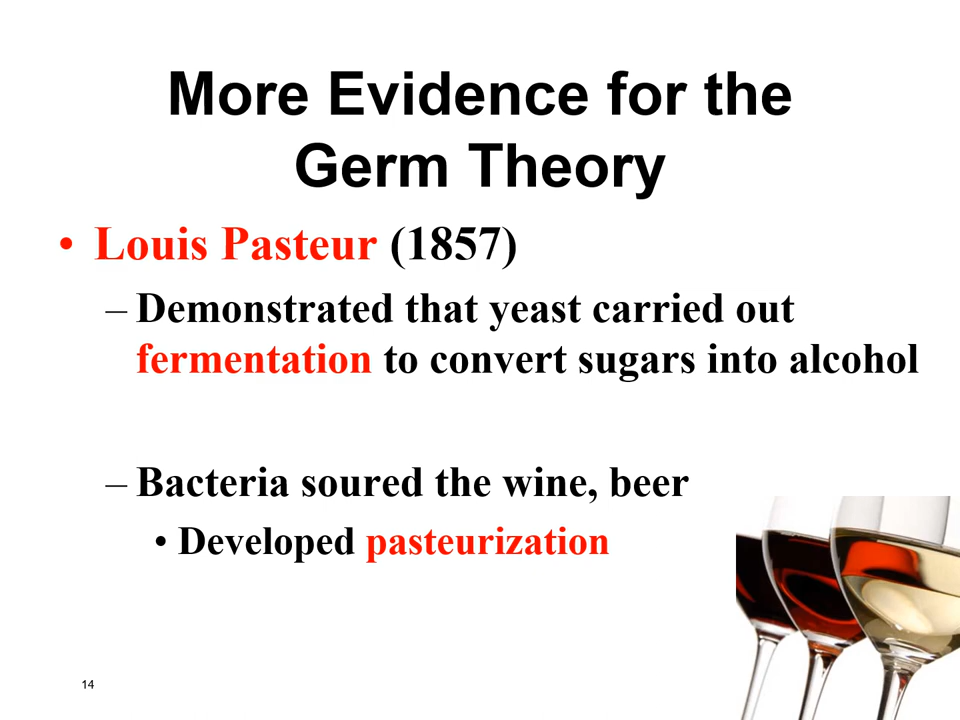 More Evidence for the
Germ Theory
• Louis Pasteur (1857)
– Demonstrated that yeast carried out
fermentation to convert sugars into alcohol
– Bacteria soured the wine, beer
• Developed pasteurization
14